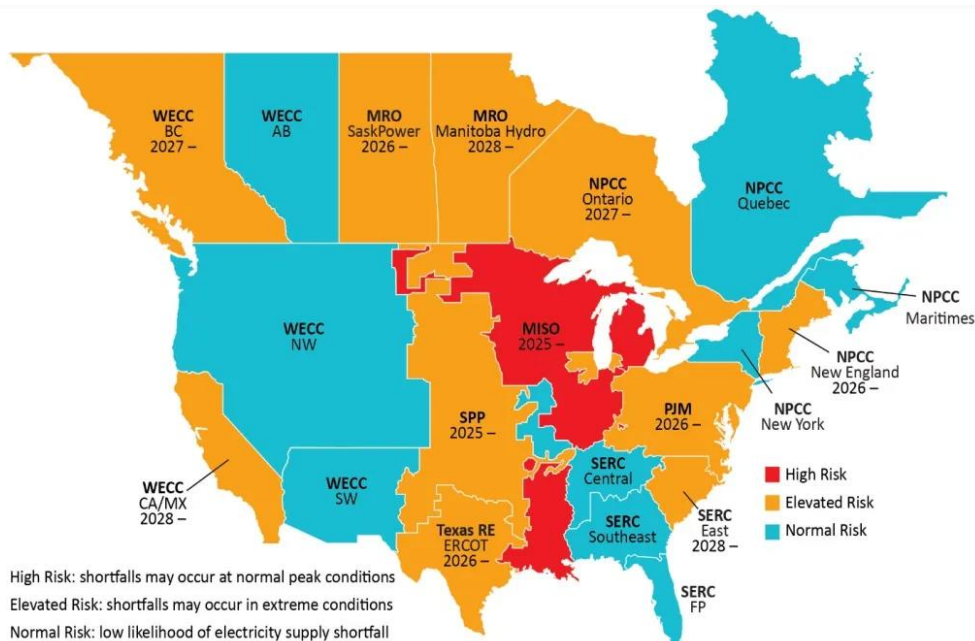 WECC
BC
2027 –
WECC
AB
MRO
SaskPower
2026 –
MRO
Manitoba Hydro
2028 –
NPCC
Ontario
2027 –
NPCC
Quebec
NPCC
Maritimes
WECC
NW
MISO
2025 –
NPCC
New England
2026 –
NPCC
New York
SPP
2025 –
PJM
2026 –
WECC
CA/MX
2028 –
WECC
SW
SERC
Central
SERC
Southeast
SERC
East
2028 –
Texas RE
ERCOT
2026 –
SERC
FP
High Risk
Elevated Risk
Normal Risk
High Risk: shortfalls may occur at normal peak conditions
Elevated Risk: shortfalls may occur in extreme conditions
Normal Risk: low likelihood of electricity supply shortfall